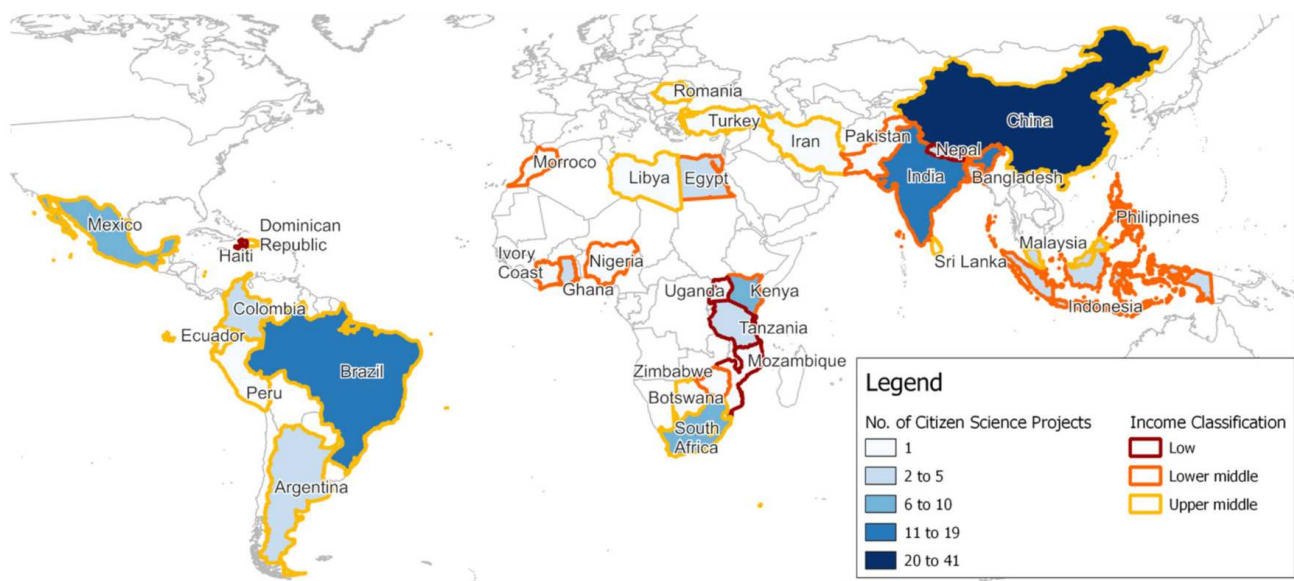 Romania
Turkey
China
Iran
Pakistan
Nepal
Morroco
Libya
Egypt
India
Bangladesh
Mexico
Dominican
Republic
Haiti
Philippines
Malaysia
Sri Lanka
Ivory
Coast
Nigeria
Ghana
Uganda
Kenya
Indonesia
Colombia
Ecuador
Tanzania
Brazil
Peru
Mozambique
Zimbabwe
Botswana
South
Africa
Argentina
Legend
No. of Citizen Science Projects
1
2 to 5
6 to 10
11 to 19
20 to 41
Income Classification
Low
Lower middle
Upper middle